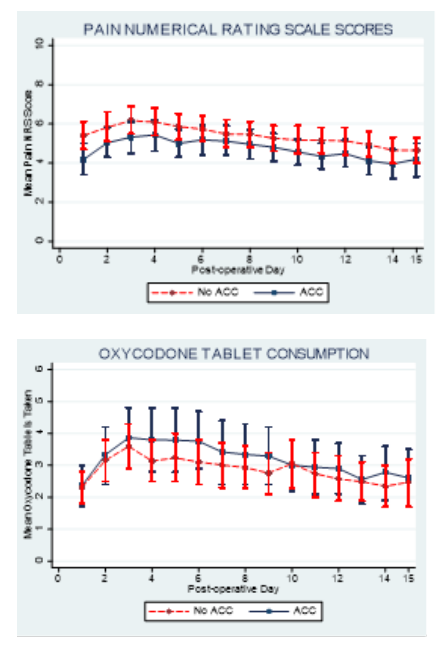 PAIN NUMERICAL RATING SCALE SCORES
Mean Pain NRS Score
10
8
6
4
2
0
0 2 4 6 8 10 12 14 15
Post-operative Day
No ACC ACC
OXYCODONE TABLET CONSUMPTION
Mean Oxycodone Tablets Taken
6
5
4
3
2
1
0
0 2 4 6 8 10 12 14 15
Post-operative Day
No ACC ACC